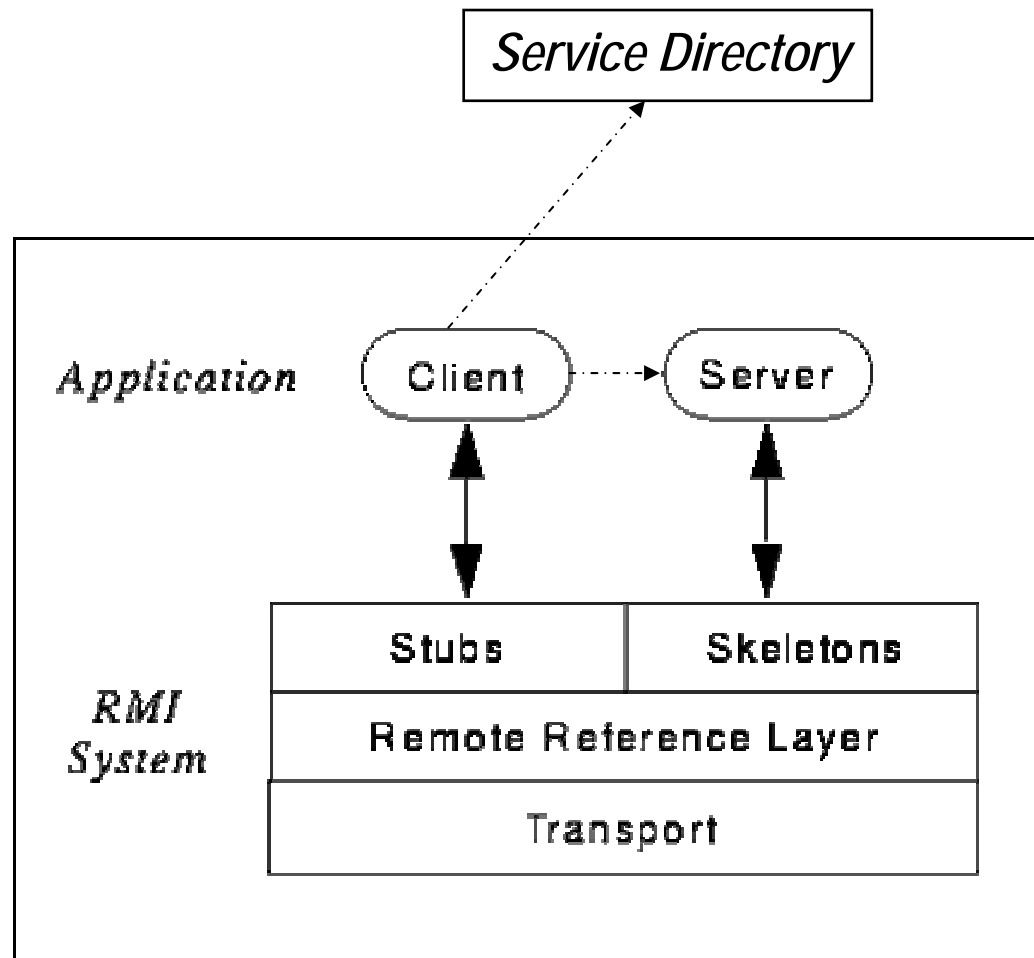 Service Directory
Application
Client
Server
Stubs
Skeletons
RMI
System
Remote Reference Layer
Transport